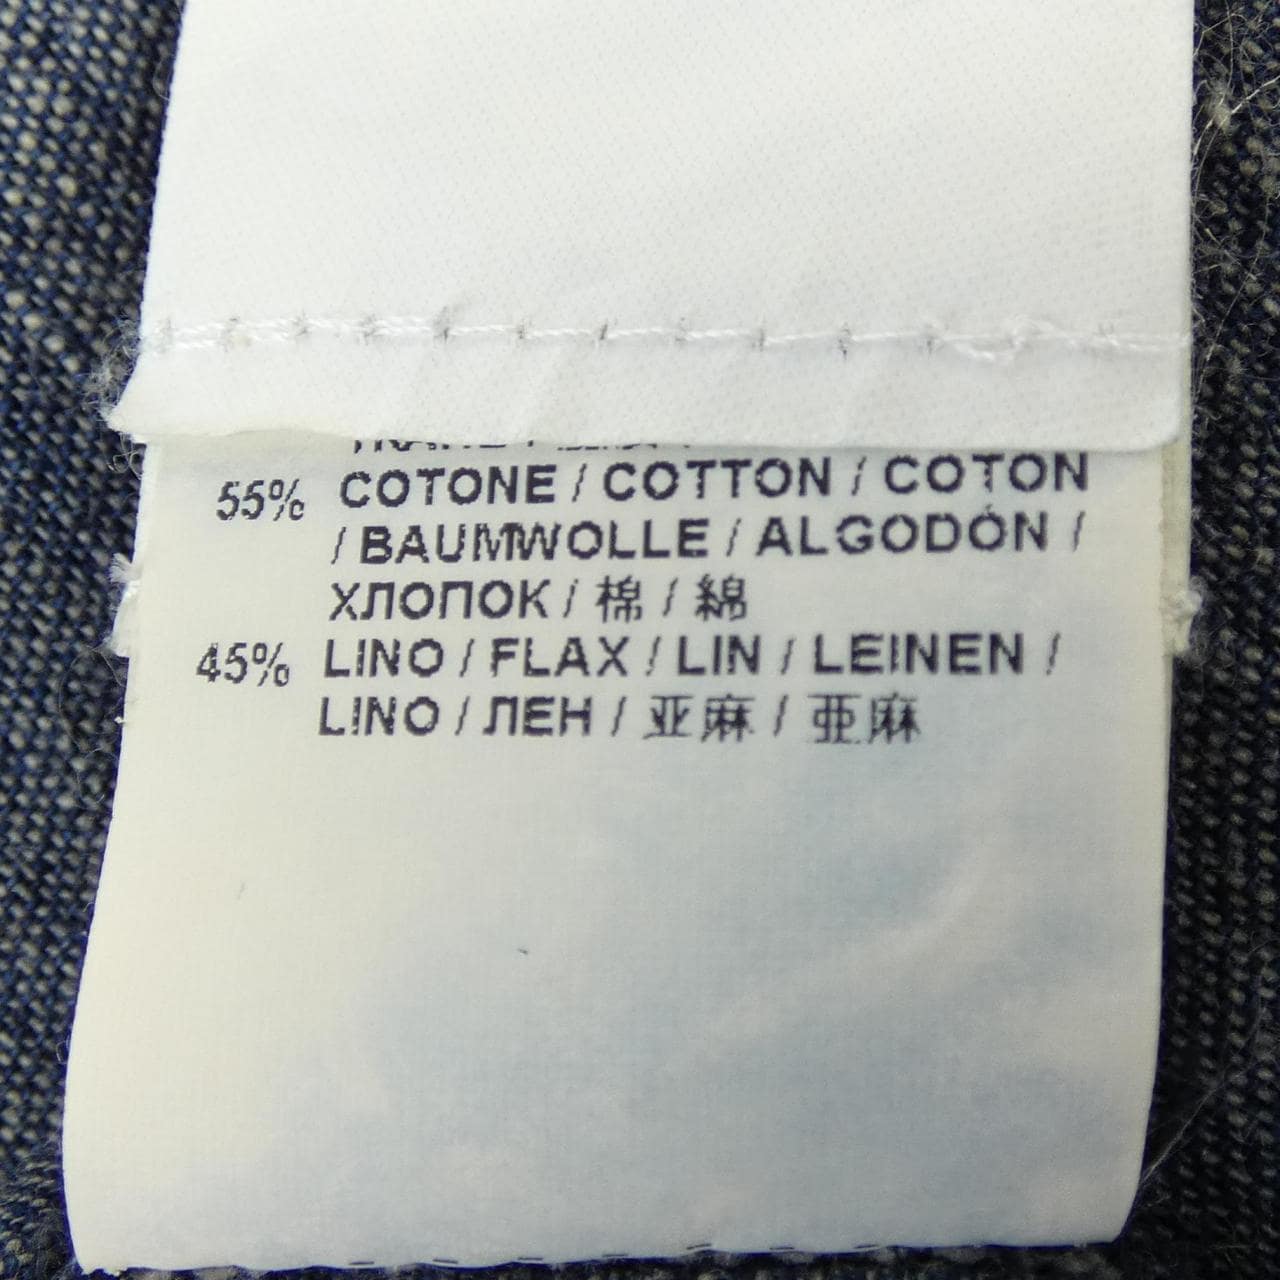 55% COTONE / COTTON / COTON
/ BAUMWOLLE / ALGODÓN /
ХЛОПОК / 棉 / 綿
45% LINO / FLAX / LIN / LEINEN /
LINO / ЛЕН / 亚麻 / 亜麻